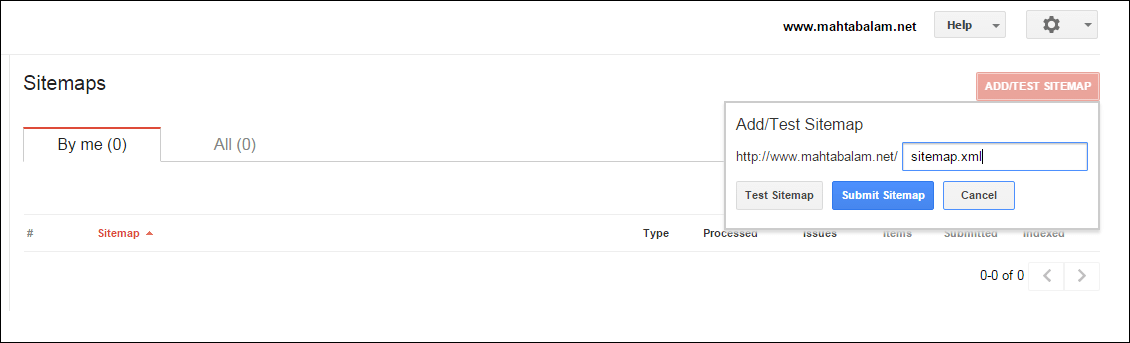 www.mahtabalam.net Help
Sitemaps
ADD/TEST SITEMAP
By me (0) All (0)
Add/Test Sitemap
http://www.mahtabalam.net/ sitemap.xml
Test Sitemap Submit Sitemap Cancel
# Sitemap Type Processed Issues Items Submitted Indexed
0-0 of 0